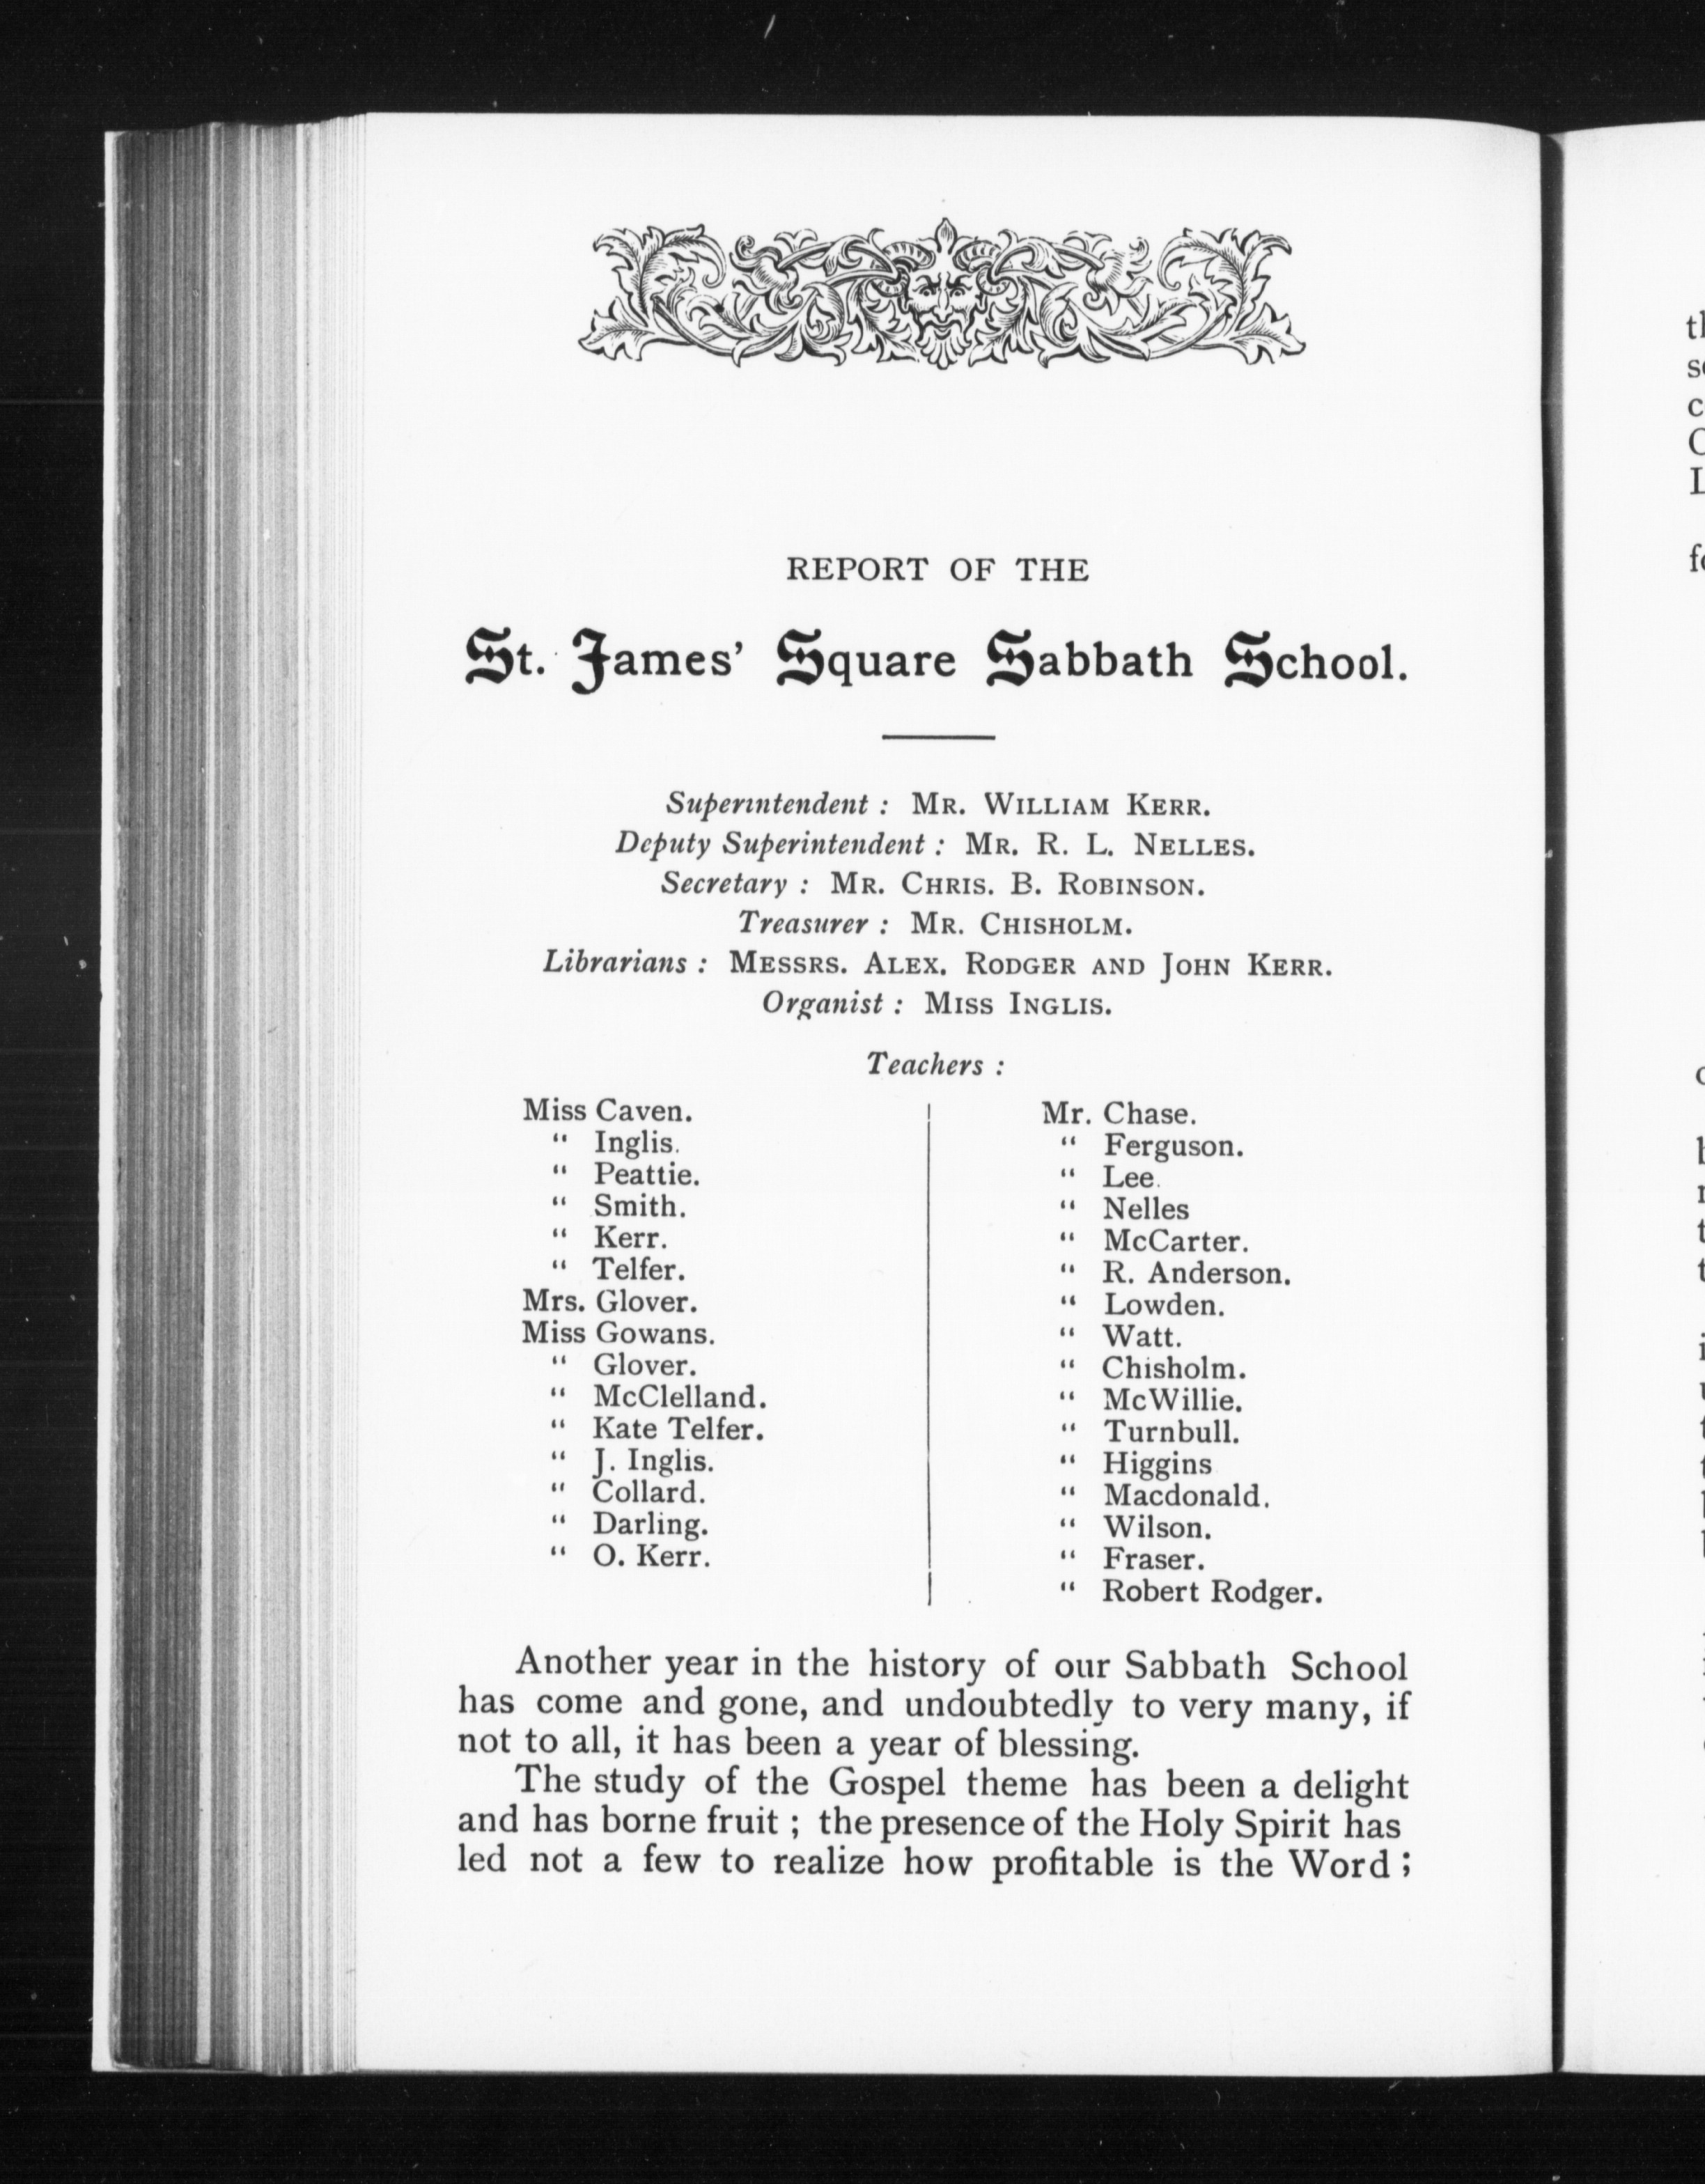 REPORT OF THE
St. James' Square Sabbath School.
Superintendent : MR. WILLIAM KERR.
Deputy Superintendent : MR. R. L. NELLES.
Secretary : MR. CHRIS. B. ROBINSON.
Treasurer : MR. CHISHOLM.
Librarians : MESSRS. ALEX. RODGER AND JOHN KERR.
Organist : MISS INGLIS.
Teachers :
Miss Caven.
" Inglis.
" Peattie.
" Smith.
" Kerr.
" Telfer.
Mrs. Glover.
Miss Gowans.
" Glover.
" McClelland.
" Kate Telfer.
" J. Inglis.
" Collard.
" Darling.
" O. Kerr.
Mr. Chase.
" Ferguson.
" Lee.
" Nelles
" McCarter.
" R. Anderson.
" Lowden.
" Watt.
" Chisholm.
" McWillie.
" Turnbull.
" Higgins
" Macdonald.
" Wilson.
" Fraser.
" Robert Rodger.
Another year in the history of our Sabbath School
has come and gone, and undoubtedly to very many, if
not to all, it has been a year of blessing.
The study of the Gospel theme has been a delight
and has borne fruit ; the presence of the Holy Spirit has
led not a few to realize how profitable is the Word ;